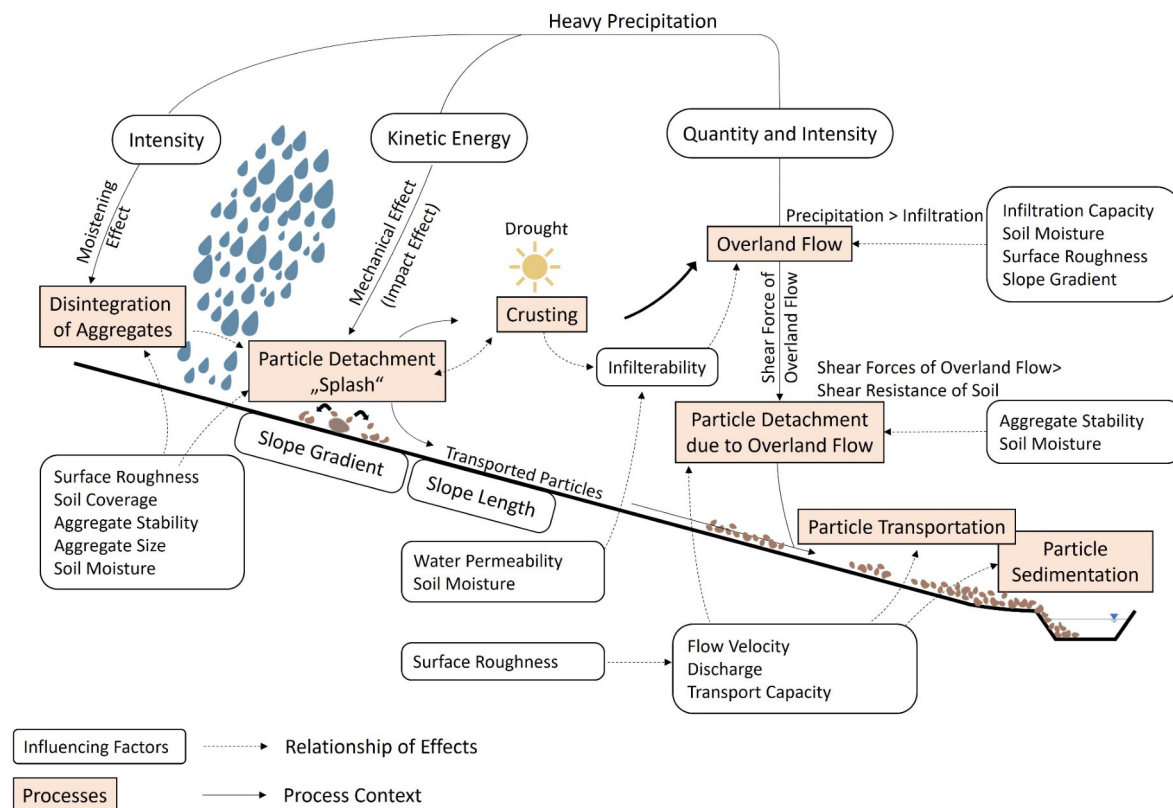 Heavy Precipitation
Intensity
Kinetic Energy
Quantity and Intensity
Moistening
Effect
Mechanical Effect
(Impact Effect)
Drought
Precipitation > Infiltration
Infiltration Capacity
Soil Moisture
Surface Roughness
Slope Gradient
Overland Flow
Disintegration
of Aggregates
Crusting
Particle Detachment
„Splash“
Infilterability
Shear Force of
Overland Flow
Shear Forces of Overland Flow>
Shear Resistance of Soil
Particle Detachment
due to Overland Flow
Aggregate Stability
Soil Moisture
Slope Gradient
Slope Length
Transported Particles
Surface Roughness
Soil Coverage
Aggregate Stability
Aggregate Size
Soil Moisture
Particle Transportation
Particle
Sedimentation
Water Permeability
Soil Moisture
Surface Roughness
Flow Velocity
Discharge
Transport Capacity
Influencing Factors
Relationship of Effects
Processes
Process Context